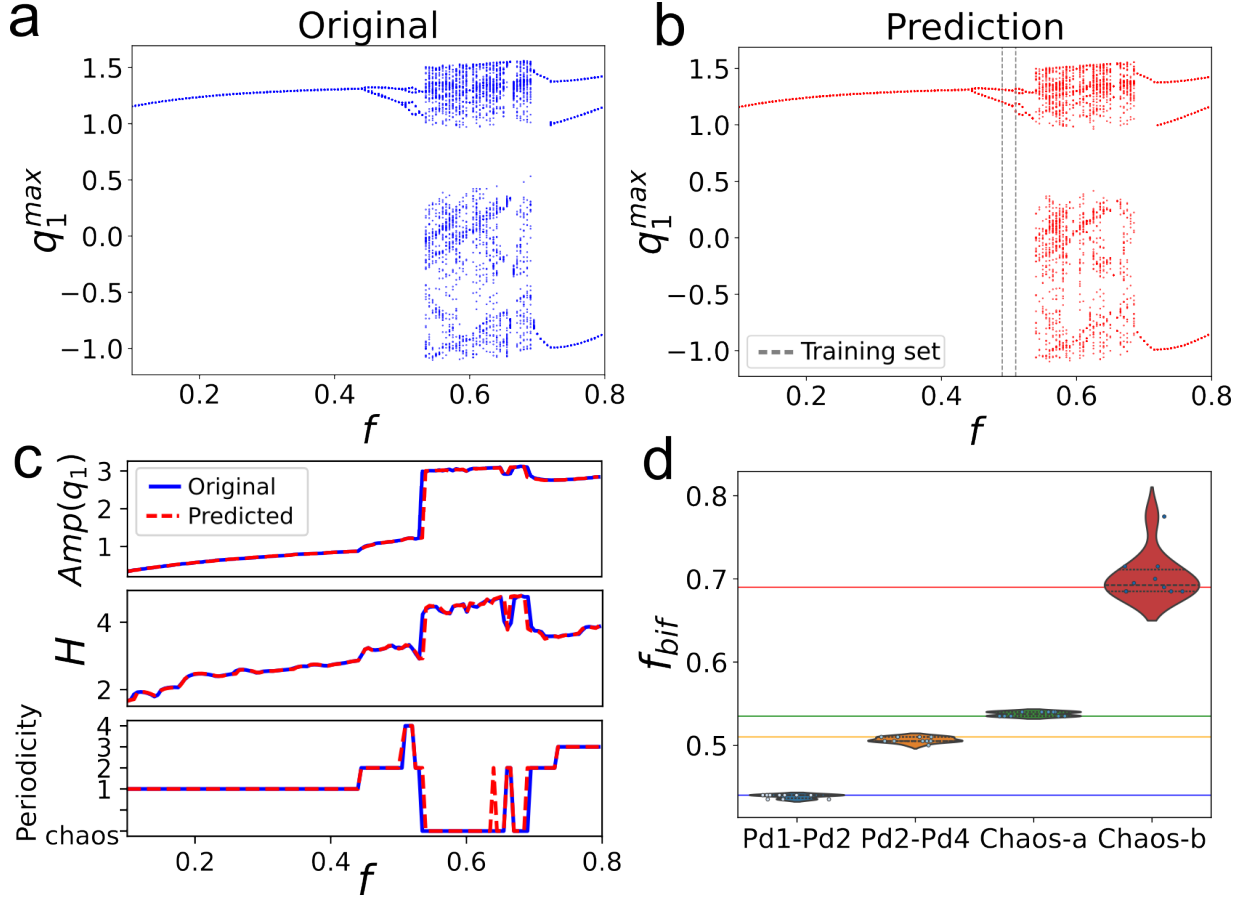 a
Original
q₁ᵐᵃˣ
1.5
1.0
0.5
0.0
−0.5
−1.0
0.2 0.4 0.6 0.8
f
b
Prediction
q₁ᵐᵃˣ
1.5
1.0
0.5
0.0
−0.5
−1.0
Training set
0.2 0.4 0.6 0.8
f
c
Amp(q₁)
3
2
1
Original
Predicted
H
4
2
Periodicity
4
3
2
1
chaos
0.2 0.4 0.6 0.8
f
d
f_bif
0.8
0.7
0.6
0.5
Pd1-Pd2 Pd2-Pd4 Chaos-a Chaos-b